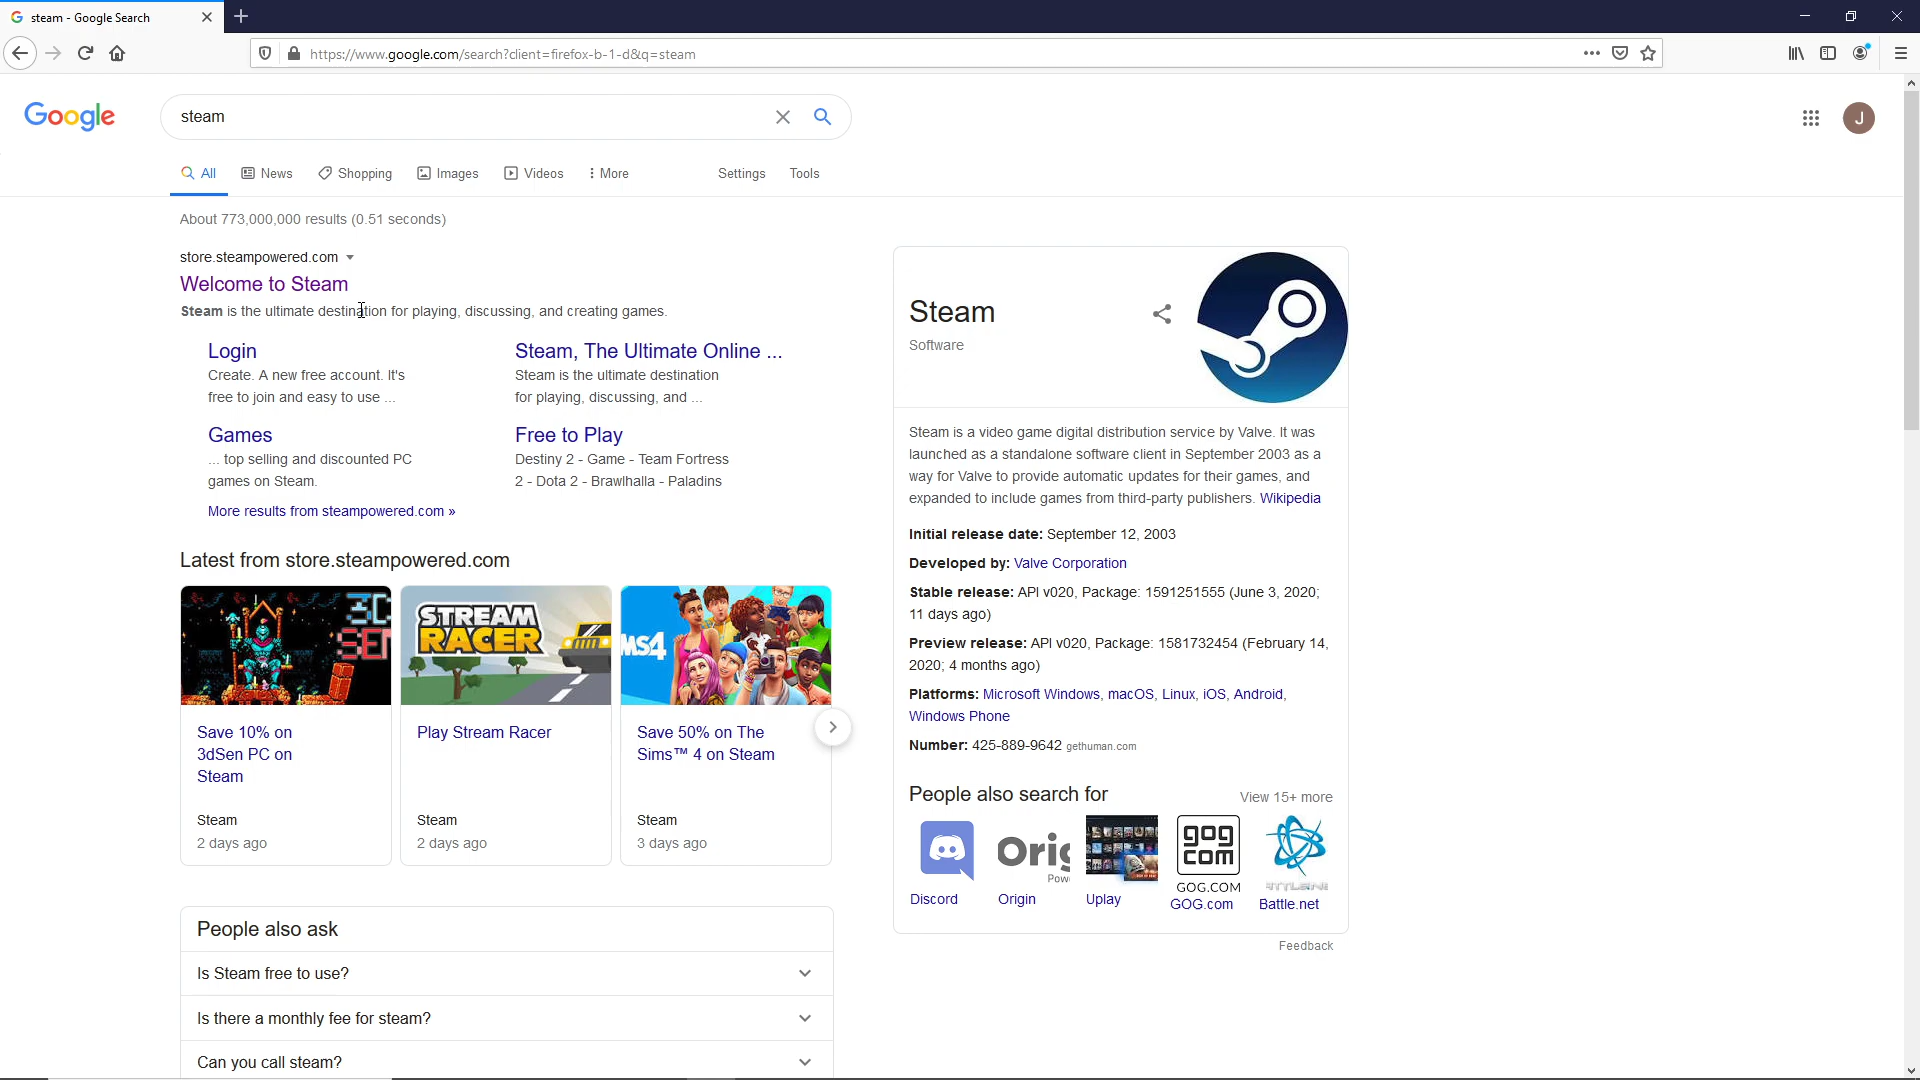 steam - Google Search
https://www.google.com/search?client=firefox-b-1-d&q=steam
Google
steam
J
All
News
Shopping
Images
Videos
More
Settings
Tools
About 773,000,000 results (0.51 seconds)
store.steampowered.com
Welcome to Steam
Steam is the ultimate destination for playing, discussing, and creating games.
Login
Create. A new free account. It's
free to join and easy to use ...
Steam, The Ultimate Online ...
Steam is the ultimate destination
for playing, discussing, and ...
Games
... top selling and discounted PC
games on Steam.
Free to Play
Destiny 2 - Game - Team Fortress
2 - Dota 2 - Brawlhalla - Paladins
More results from steampowered.com »
Latest from store.steampowered.com
STREAM
RACER
MS4
Save 10% on
3dSen PC on
Steam
Steam
2 days ago
Play Stream Racer
Steam
2 days ago
Save 50% on The
Sims™ 4 on Steam
Steam
3 days ago
People also ask
Is Steam free to use?
Is there a monthly fee for steam?
Can you call steam?
Steam
Software
Steam is a video game digital distribution service by Valve. It was
launched as a standalone software client in September 2003 as a
way for Valve to provide automatic updates for their games, and
expanded to include games from third-party publishers. Wikipedia
Initial release date: September 12, 2003
Developed by: Valve Corporation
Stable release: API v020, Package: 1591251555 (June 3, 2020;
11 days ago)
Preview release: API v020, Package: 1581732454 (February 14,
2020; 4 months ago)
Platforms: Microsoft Windows, macOS, Linux, iOS, Android,
Windows Phone
Number: 425-889-9642 gethuman.com
People also search for
View 15+ more
Orig
Pow
gog
com
GOG.COM
Discord
Origin
Uplay
GOG.com
Battle.net
Feedback